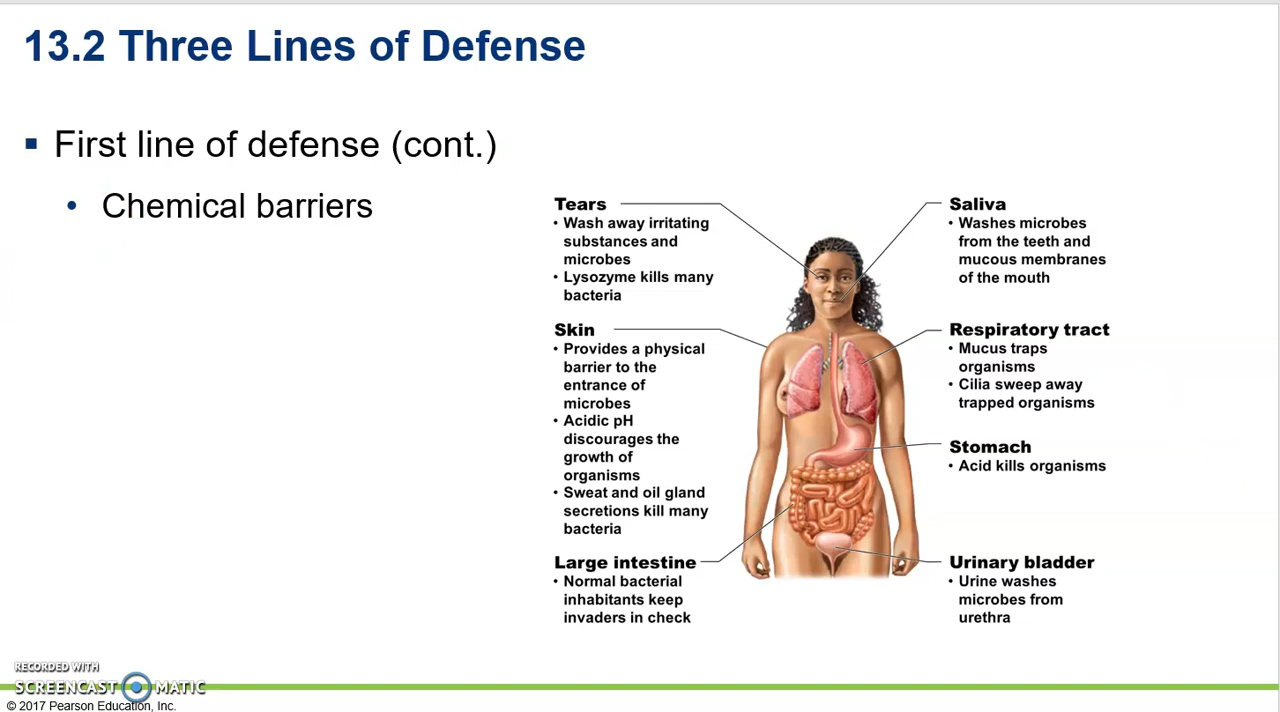 13.2 Three Lines of Defense
▪ First line of defense (cont.)
• Chemical barriers
Tears
• Wash away irritating
substances and
microbes
• Lysozyme kills many
bacteria
Skin
• Provides a physical
barrier to the
entrance of
microbes
• Acidic pH
discourages the
growth of
organisms
• Sweat and oil gland
secretions kill many
bacteria
Large intestine
• Normal bacterial
inhabitants keep
invaders in check
Saliva
• Washes microbes
from the teeth and
mucous membranes
of the mouth
Respiratory tract
• Mucus traps
organisms
• Cilia sweep away
trapped organisms
Stomach
• Acid kills organisms
Urinary bladder
• Urine washes
microbes from
urethra
RECORDED WITH
SCREENCAST MATIC
© 2017 Pearson Education, Inc.